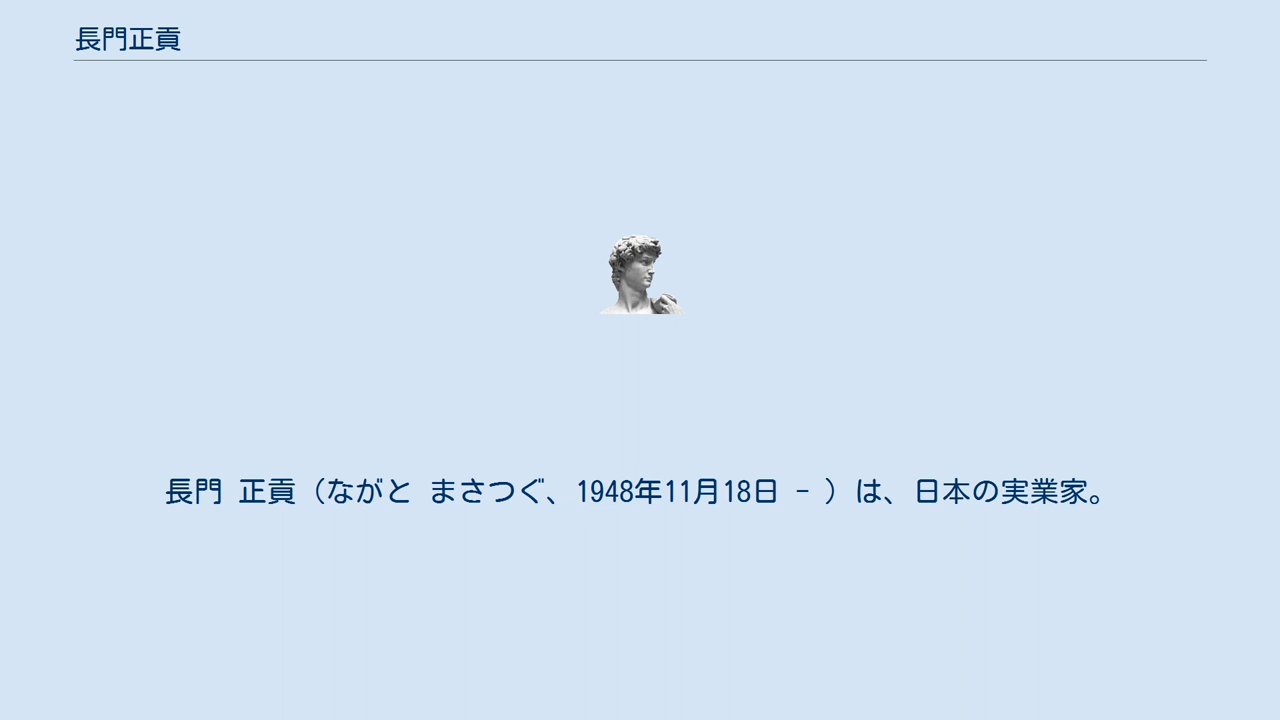 長門正貢
長門 正貢（ながと まさつぐ、1948年11月18日 - ）は、日本の実業家。